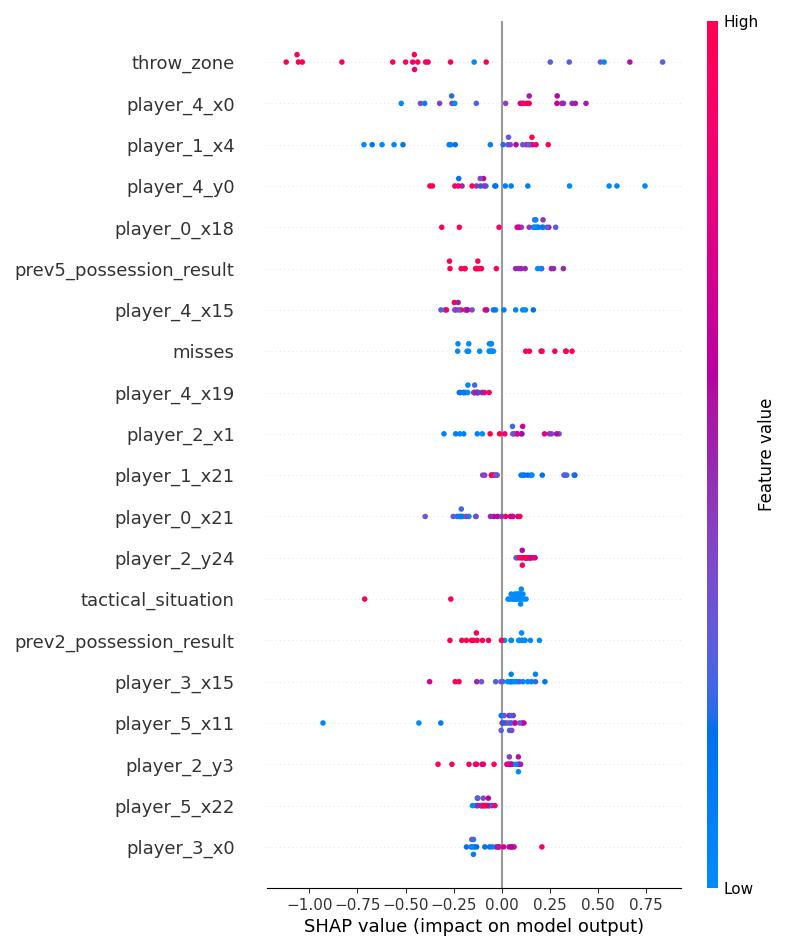 High
throw_zone
player_4_x0
player_1_x4
player_4_y0
player_0_x18
prev5_possession_result
player_4_x15
misses
player_4_x19
player_2_x1
player_1_x21
player_0_x21
player_2_y24
tactical_situation
prev2_possession_result
player_3_x15
player_5_x11
player_2_y3
player_5_x22
player_3_x0
Feature value
Low
−1.00 −0.75 −0.50 −0.25 0.00 0.25 0.50 0.75
SHAP value (impact on model output)